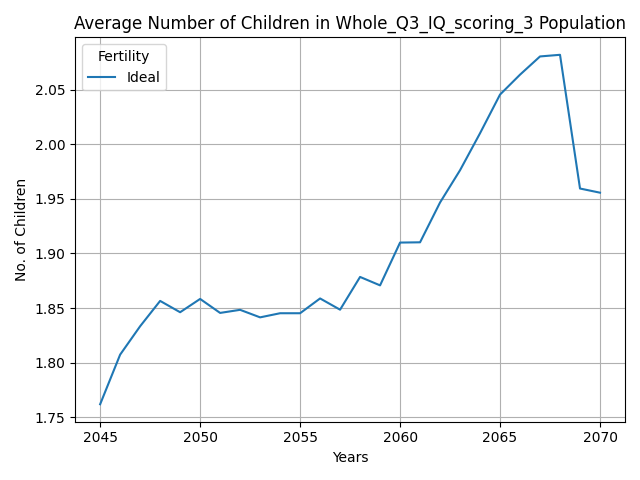 Average Number of Children in Whole_Q3_IQ_scoring_3 Population
Fertility
Ideal
No. of Children
2.05
2.00
1.95
1.90
1.85
1.80
1.75
2045 2050 2055 2060 2065 2070
Years